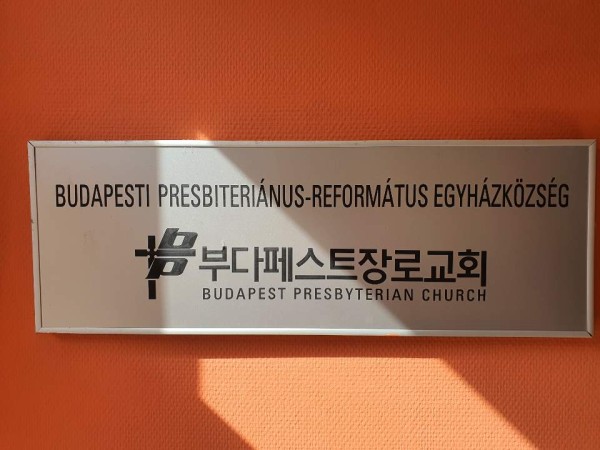 BUDAPESTI PRESBITERIÁNUS-REFORMÁTUS EGYHÁZKÖZSÉG
부다페스트장로교회
BUDAPEST PRESBYTERIAN CHURCH